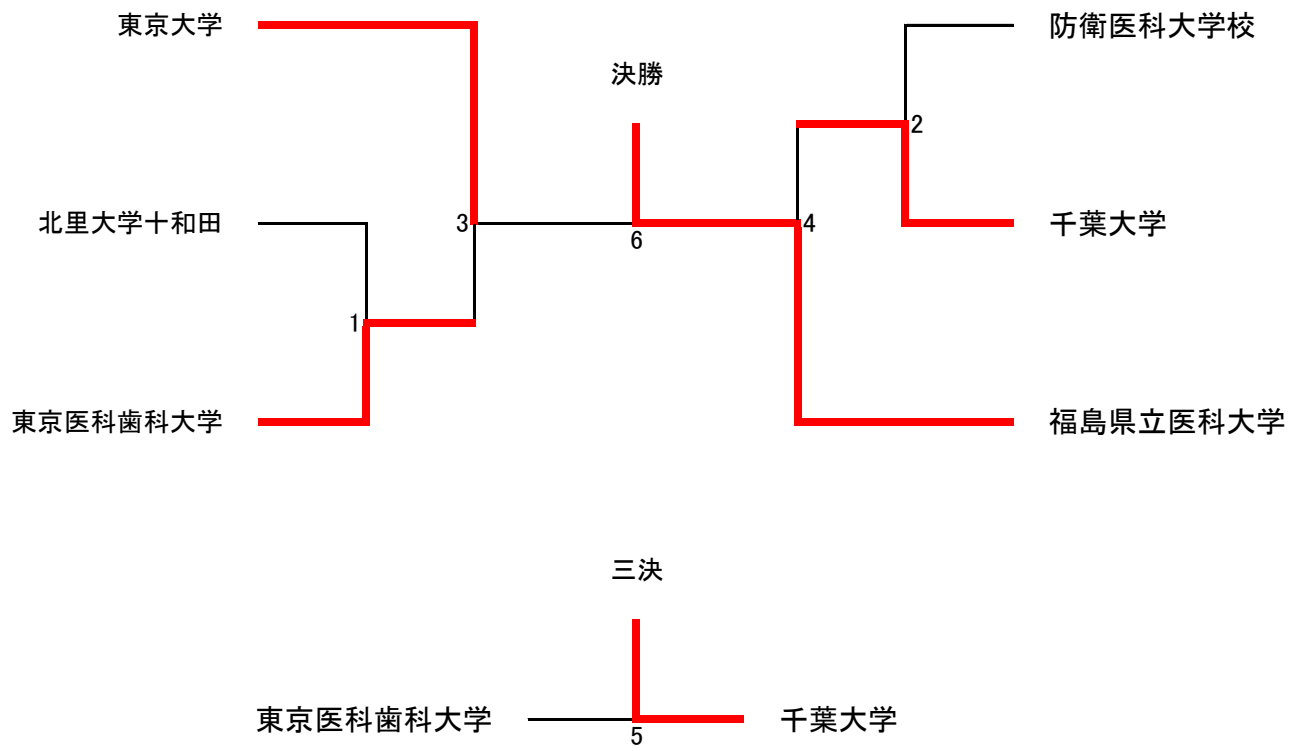 東京大学
防衛医科大学校
決勝
2
北里大学十和田
3
6
4
千葉大学
1
東京医科歯科大学
福島県立医科大学
三決
東京医科歯科大学
5
千葉大学